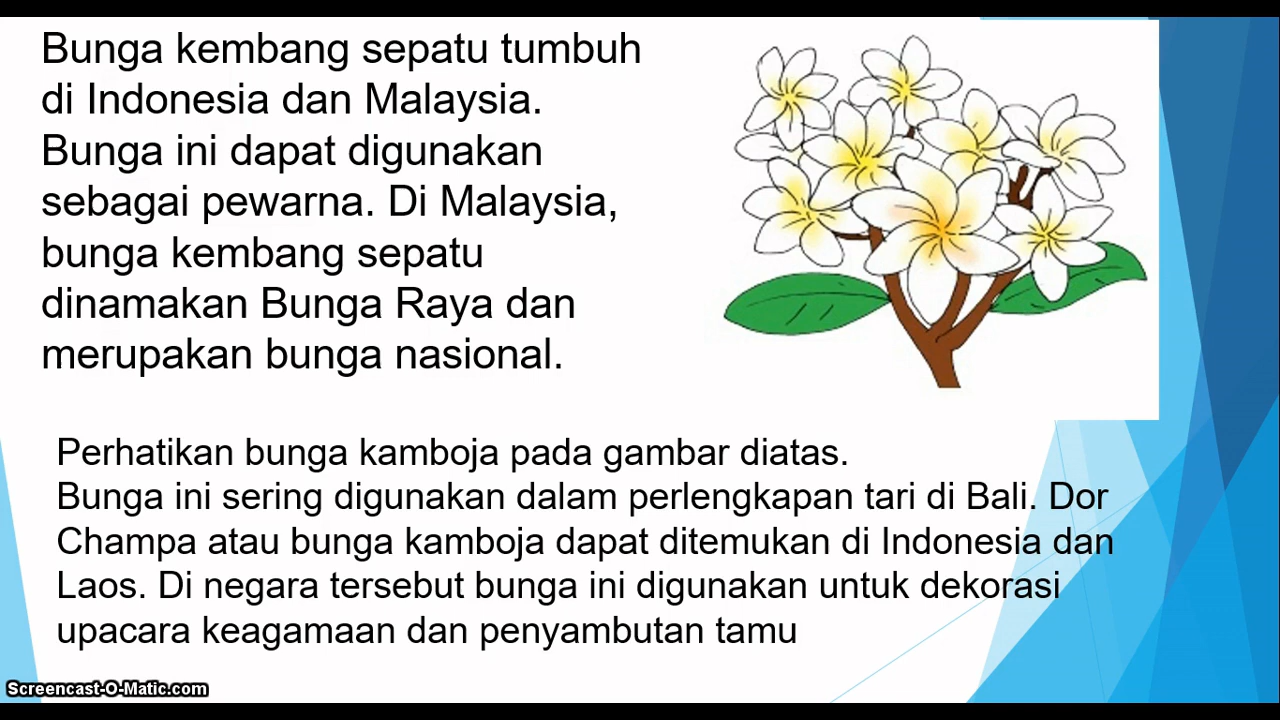 Bunga kembang sepatu tumbuh
di Indonesia dan Malaysia.
Bunga ini dapat digunakan
sebagai pewarna. Di Malaysia,
bunga kembang sepatu
dinamakan Bunga Raya dan
merupakan bunga nasional.
Perhatikan bunga kamboja pada gambar diatas.
Bunga ini sering digunakan dalam perlengkapan tari di Bali. Dor
Champa atau bunga kamboja dapat ditemukan di Indonesia dan
Laos. Di negara tersebut bunga ini digunakan untuk dekorasi
upacara keagamaan dan penyambutan tamu
Screencast-O-Matic.com